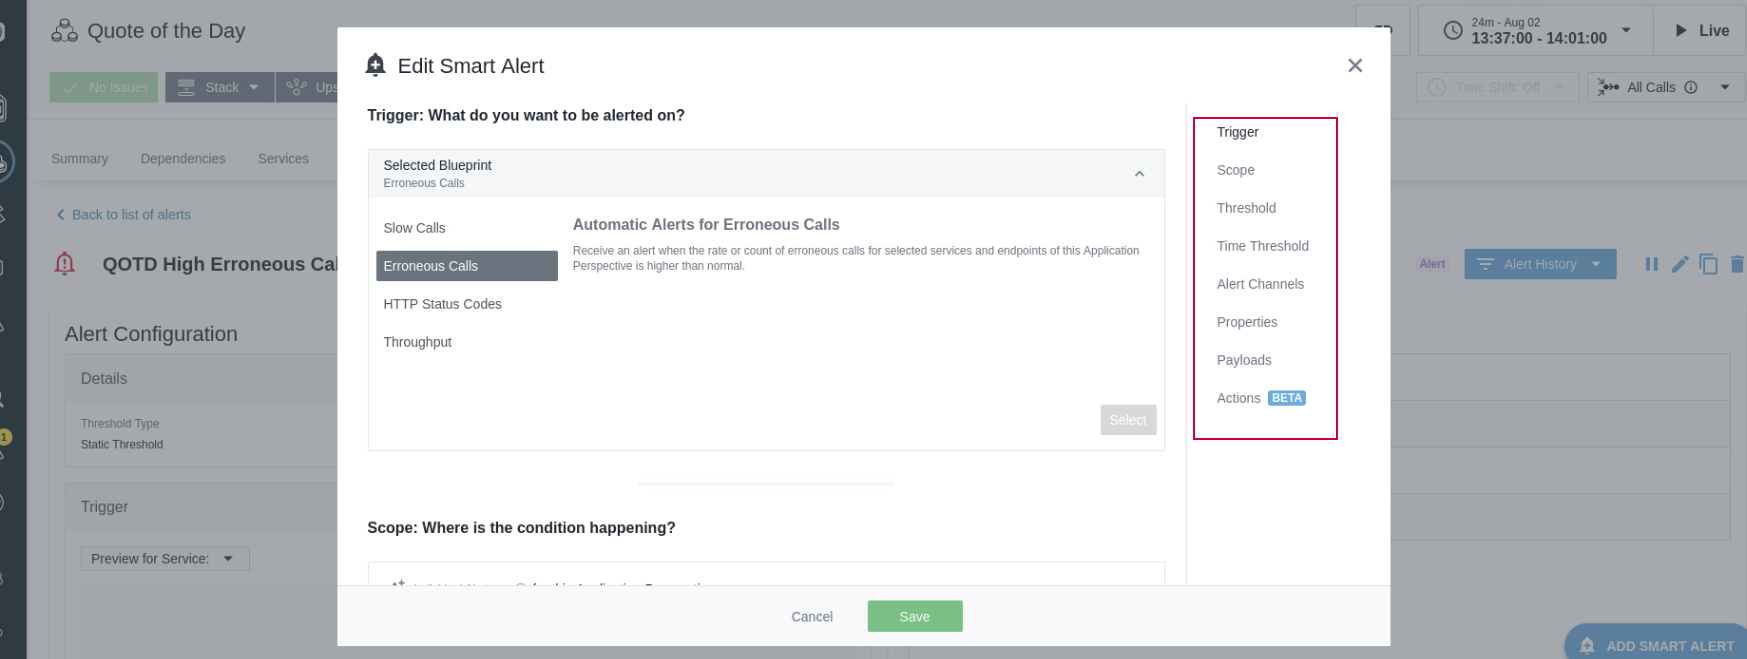 Quote of the Day
24m - Aug 02
13:37:00 - 14:01:00
Live
No Issues
Stack
Ups
Time Shift: Off
All Calls
Summary
Dependencies
Services
Back to list of alerts
QOTD High Erroneous Cal
Alert
Alert History
Alert Configuration
Details
Threshold Type
Static Threshold
Trigger
Preview for Service:
1
Edit Smart Alert
Trigger: What do you want to be alerted on?
Selected Blueprint
Erroneous Calls
Slow Calls
Erroneous Calls
HTTP Status Codes
Throughput
Automatic Alerts for Erroneous Calls
Receive an alert when the rate or count of erroneous calls for selected services and endpoints of this Application
Perspective is higher than normal.
Select
Scope: Where is the condition happening?
Trigger
Scope
Threshold
Time Threshold
Alert Channels
Properties
Payloads
Actions BETA
Cancel
Save
ADD SMART ALERT